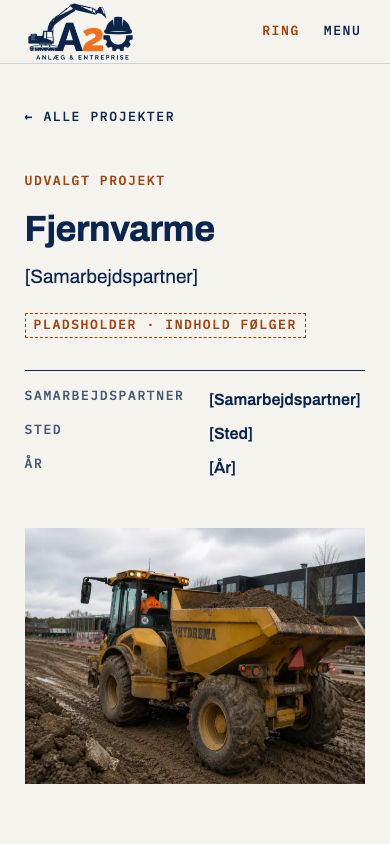 A20
ANLÆG & ENTREPRISE
RING MENU
← ALLE PROJEKTER
UDVALGT PROJEKT
Fjernvarme
[Samarbejdspartner]
PLADSHOLDER · INDHOLD FØLGER
SAMARBEJDSPARTNER [Samarbejdspartner]
STED [Sted]
ÅR [År]
HYDREMA